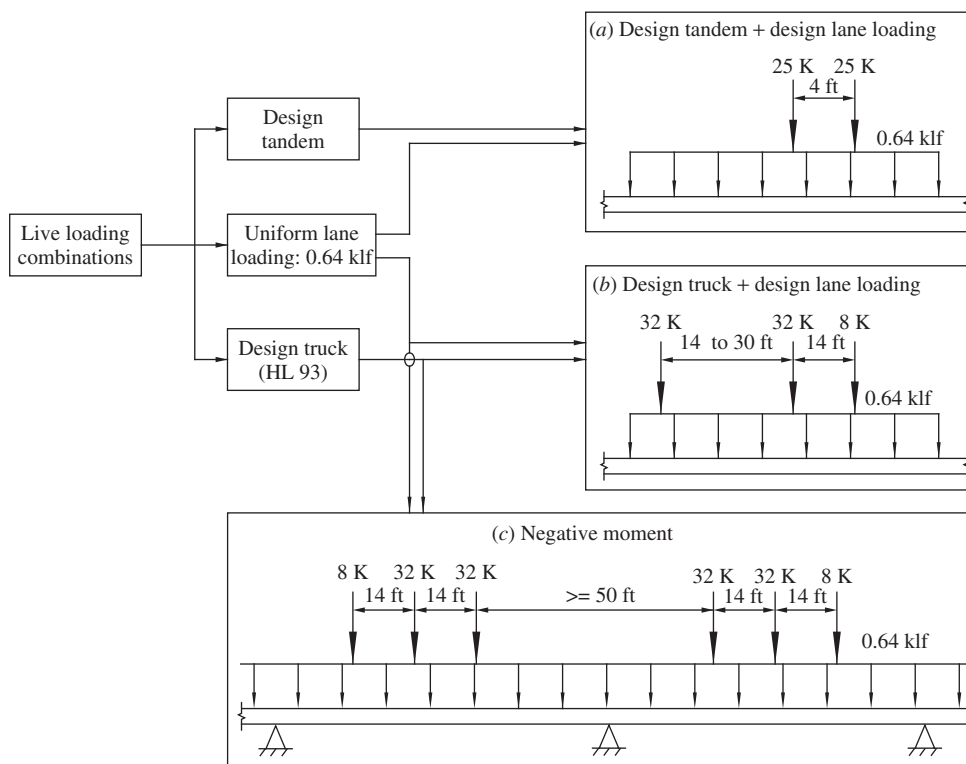 Live loading
combinations
Design
tandem
Uniform lane
loading: 0.64 klf
Design truck
(HL 93)
(a) Design tandem + design lane loading
25 K 25 K
4 ft
0.64 klf
(b) Design truck + design lane loading
32 K 32 K 8 K
14 to 30 ft 14 ft
0.64 klf
(c) Negative moment
8 K 32 K 32 K 32 K 32 K 8 K
14 ft 14 ft >= 50 ft 14 ft 14 ft
0.64 klf